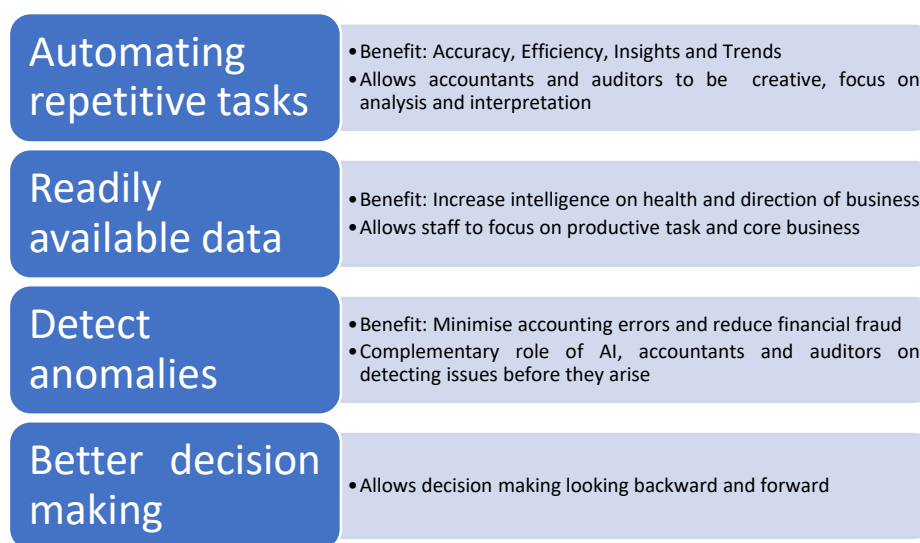 Automating
repetitive tasks
•Benefit: Accuracy, Efficiency, Insights and Trends
•Allows accountants and auditors to be creative, focus on
analysis and interpretation
Readily
available data
•Benefit: Increase intelligence on health and direction of business
•Allows staff to focus on productive task and core business
Detect
anomalies
•Benefit: Minimise accounting errors and reduce financial fraud
•Complementary role of AI, accountants and auditors on
detecting issues before they arise
Better decision
making
•Allows decision making looking backward and forward